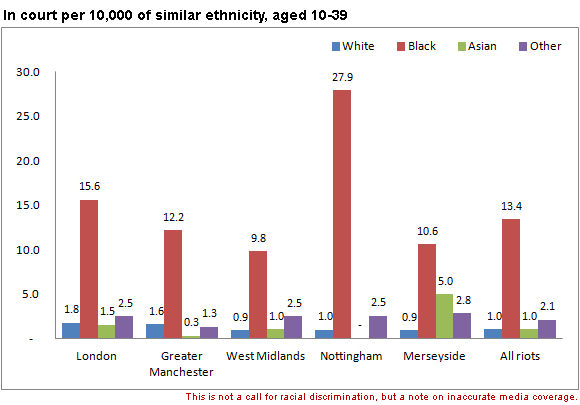 In court per 10,000 of similar ethnicity, aged 10-39
White Black Asian Other
30.0
25.0
20.0
15.0
10.0
5.0
-
1.8 15.6 1.5 2.5
1.6 12.2 0.3 1.3
0.9 9.8 1.0 2.5
1.0 27.9 - 2.5
0.9 10.6 5.0 2.8
1.0 13.4 1.0 2.1
London Greater Manchester West Midlands Nottingham Merseyside All riots
This is not a call for racial discrimination, but a note on inaccurate media coverage.